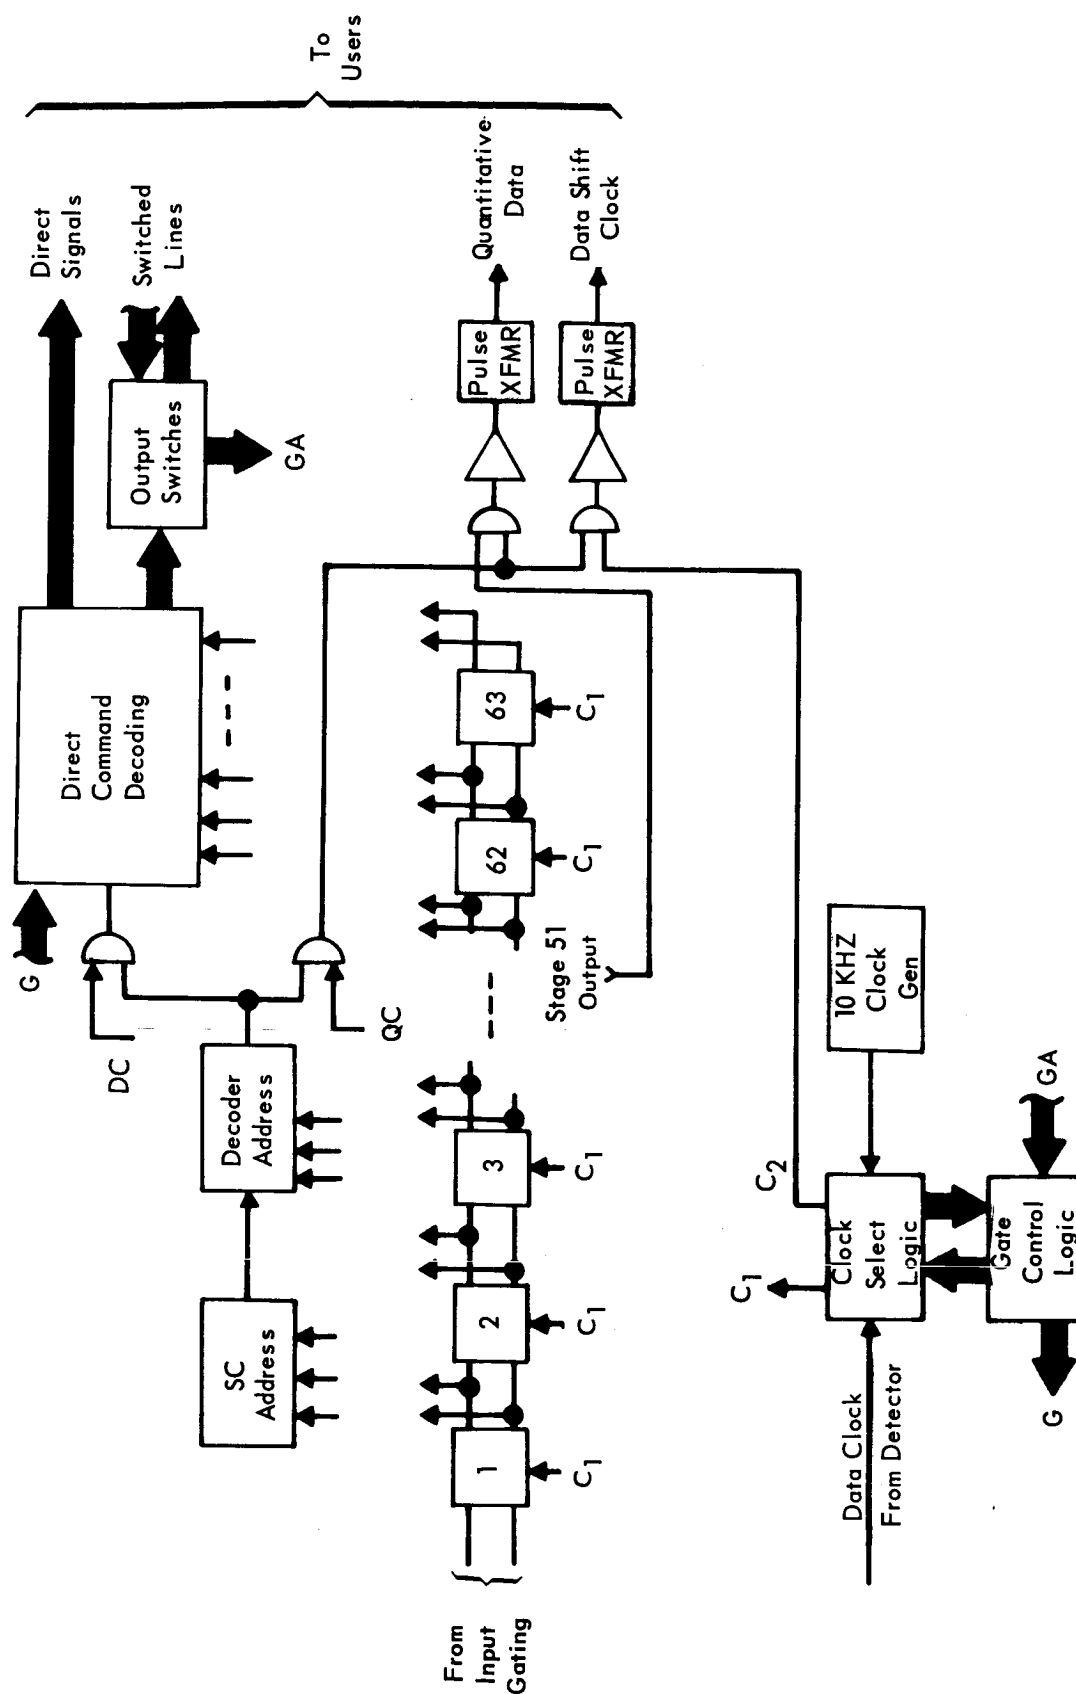 To
Users
Direct
Signals
Switched
Lines
Output
Switches
GA
Direct
Command
Decoding
G
DC
QC
Decoder
Address
SC
Address
Quantitative
Data
Data Shift
Clock
Pulse
XFMR
Pulse
XFMR
From
Input
Gating
1
2
3
62
63
C1
C1
C1
C1
C1
Stage 51
Output
C1
C2
Data Clock
From Detector
Clock
Select
Logic
10 KHZ
Clock
Gen
Gate
Control
Logic
G
GA